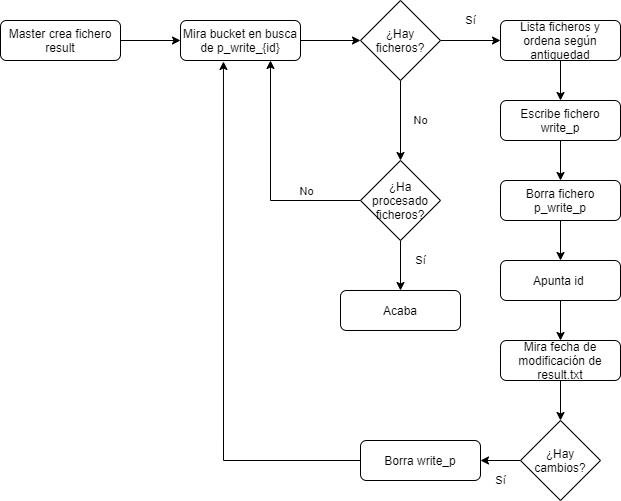 Master crea fichero
result
Mira bucket en busca
de p_write_{id}
¿Hay
ficheros?
Sí
Lista ficheros y
ordena según
antiguedad
Escribe fichero
write_p
No
¿Ha
procesado
ficheros?
No
Borra fichero
p_write_p
Sí
Apunta id
Acaba
Mira fecha de
modificación de
result.txt
¿Hay
cambios?
Sí
Borra write_p